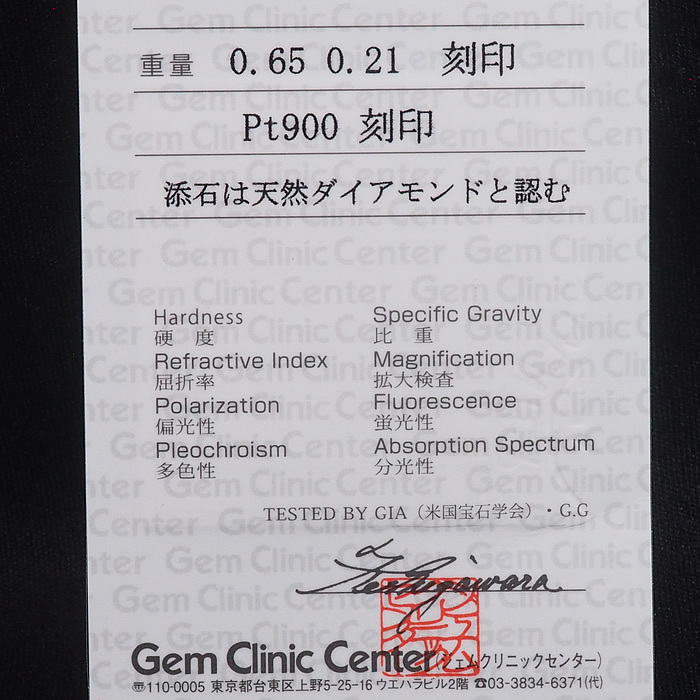 重量 0.65 0.21 刻印
Pt900 刻印
添石は天然ダイアモンドと認む
Hardness Specific Gravity
硬 度 比 重
Refractive Index Magnification
屈折率 拡大検査
Polarization Fluorescence
偏光性 蛍光性
Pleochroism Absorption Spectrum
多色性 分光性
TESTED BY GIA（米国宝石学会）・G.G
Gem Clinic Center(ジェムクリニックセンター)
〠110-0005 東京都台東区上野5-25-16 ウエハラビル2階 ☎03-3834-6371(代)